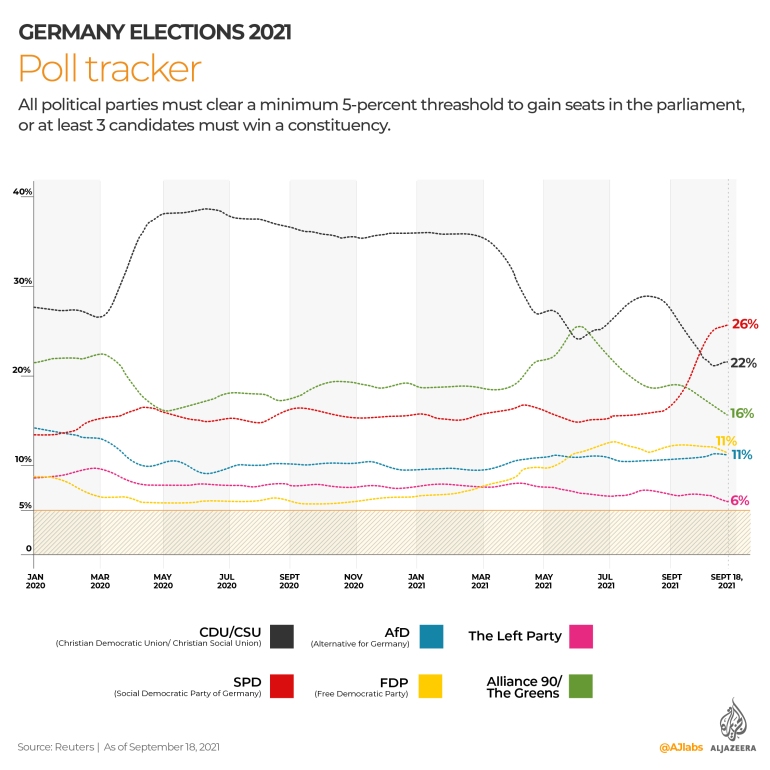 GERMANY ELECTIONS 2021
Poll tracker
All political parties must clear a minimum 5-percent threashold to gain seats in the parliament,
or at least 3 candidates must win a constituency.
40%
30%
20%
10%
5%
0
26%
22%
16%
11%
11%
6%
JAN 2020
MAR 2020
MAY 2020
JUL 2020
SEPT 2020
NOV 2020
JAN 2021
MAR 2021
MAY 2021
JUL 2021
SEPT 2021
SEPT 18, 2021
CDU/CSU
(Christian Democratic Union/ Christian Social Union)
AfD
(Alternative for Germany)
The Left Party
SPD
(Social Democratic Party of Germany)
FDP
(Free Democratic Party)
Alliance 90/
The Greens
Source: Reuters | As of September 18, 2021
@AJlabs
ALJAZEERA